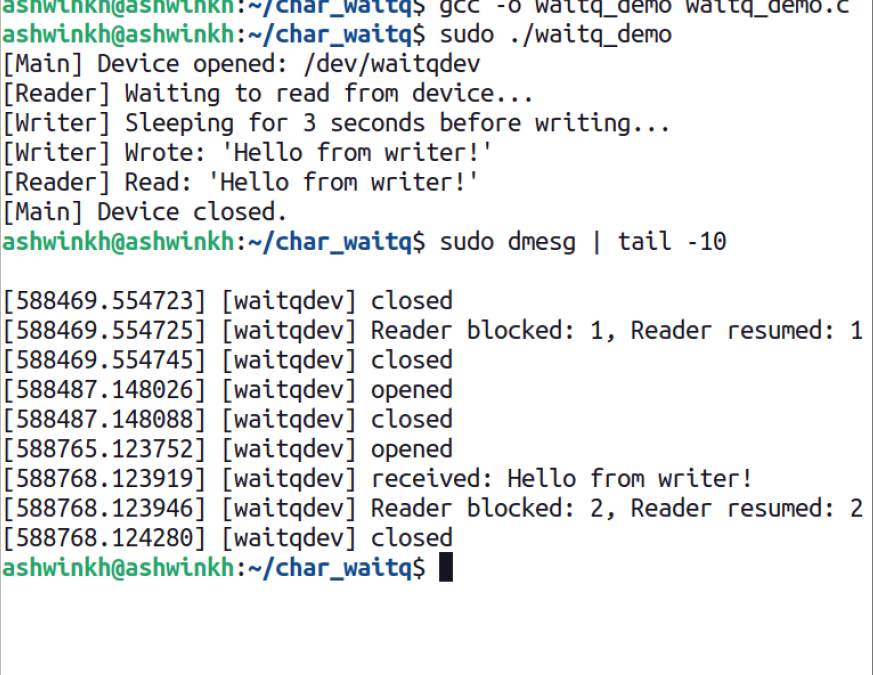 ashwinkh@ashwinkh:~/char_waitq$ gcc -o waitq_demo waitq_demo.c
ashwinkh@ashwinkh:~/char_waitq$ sudo ./waitq_demo
[Main] Device opened: /dev/waitqdev
[Reader] Waiting to read from device...
[Writer] Sleeping for 3 seconds before writing...
[Writer] Wrote: 'Hello from writer!'
[Reader] Read: 'Hello from writer!'
[Main] Device closed.
ashwinkh@ashwinkh:~/char_waitq$ sudo dmesg | tail -10
[588469.554723] [waitqdev] closed
[588469.554725] [waitqdev] Reader blocked: 1, Reader resumed: 1
[588469.554745] [waitqdev] closed
[588487.148026] [waitqdev] opened
[588487.148088] [waitqdev] closed
[588765.123752] [waitqdev] opened
[588768.123919] [waitqdev] received: Hello from writer!
[588768.123946] [waitqdev] Reader blocked: 2, Reader resumed: 2
[588768.124280] [waitqdev] closed
ashwinkh@ashwinkh:~/char_waitq$